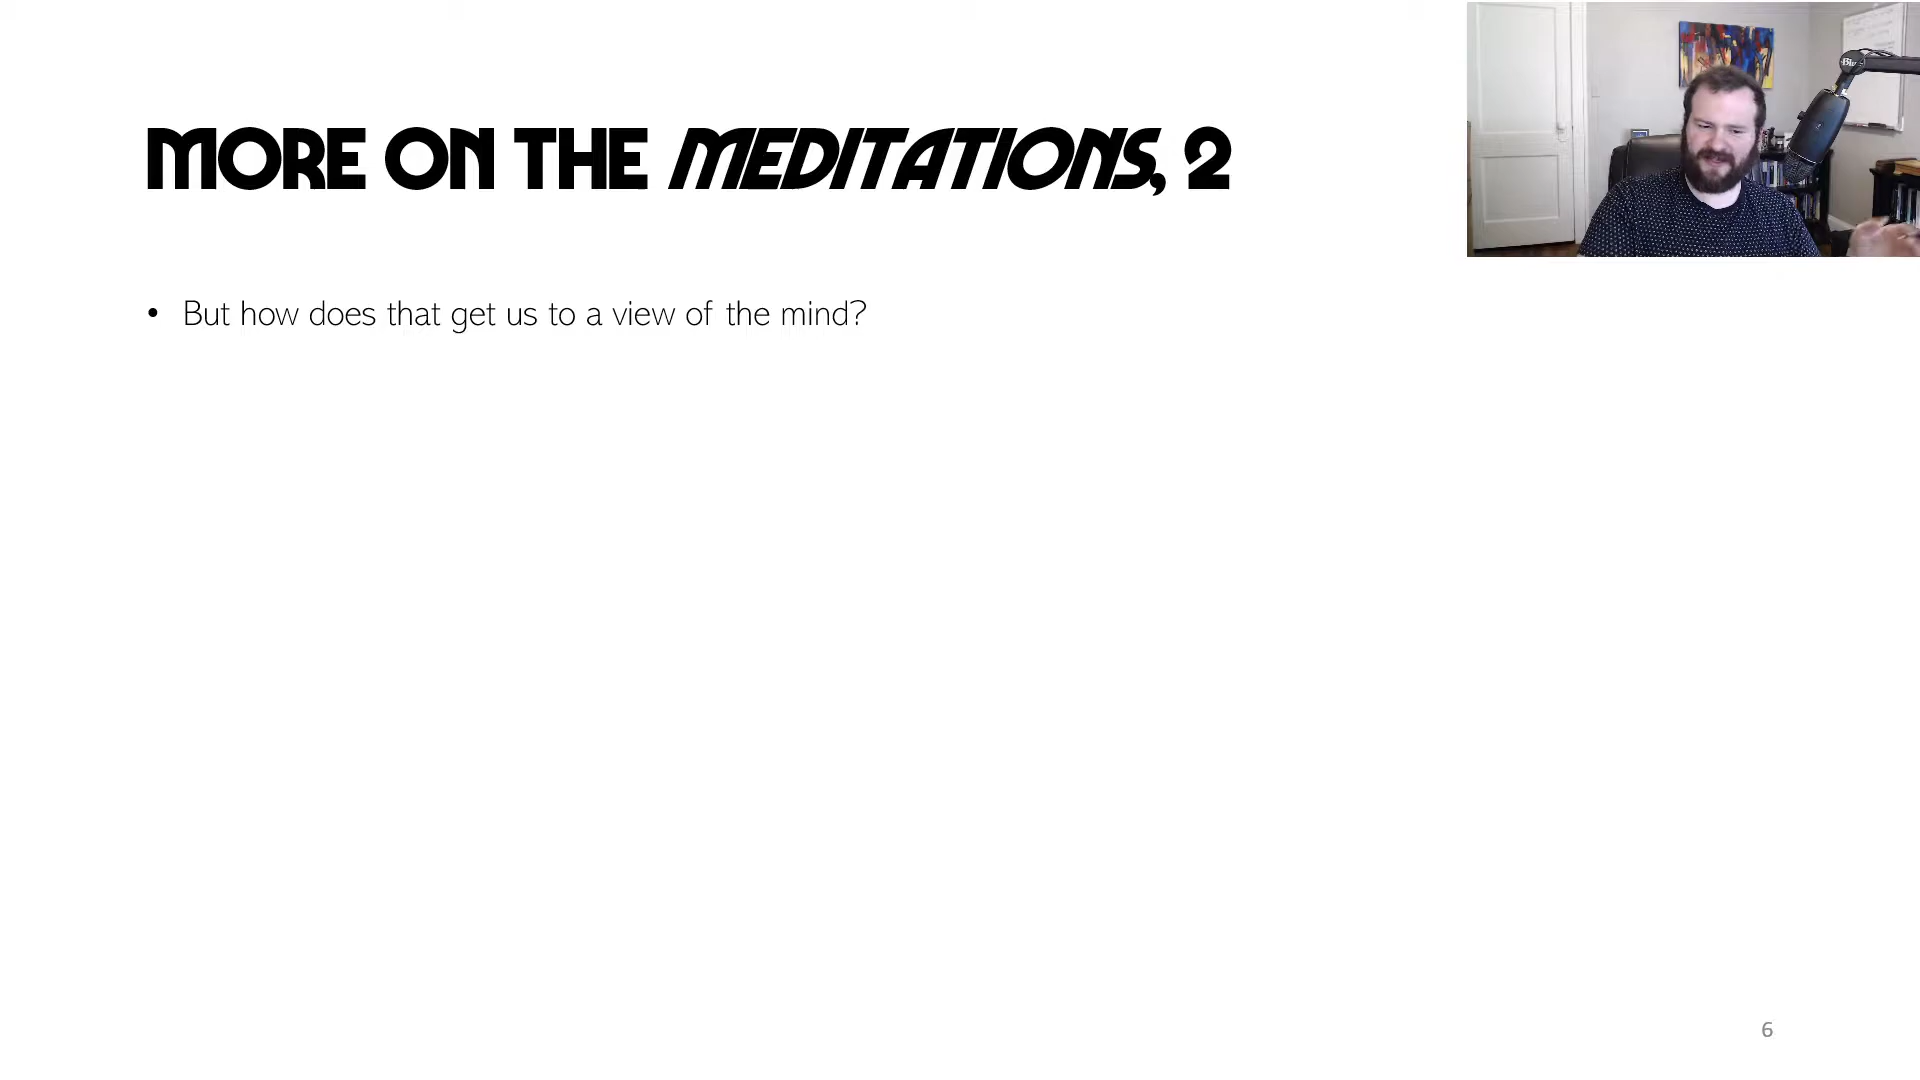 MORE ON THE MEDITATIONS, 2
• But how does that get us to a view of the mind?
6